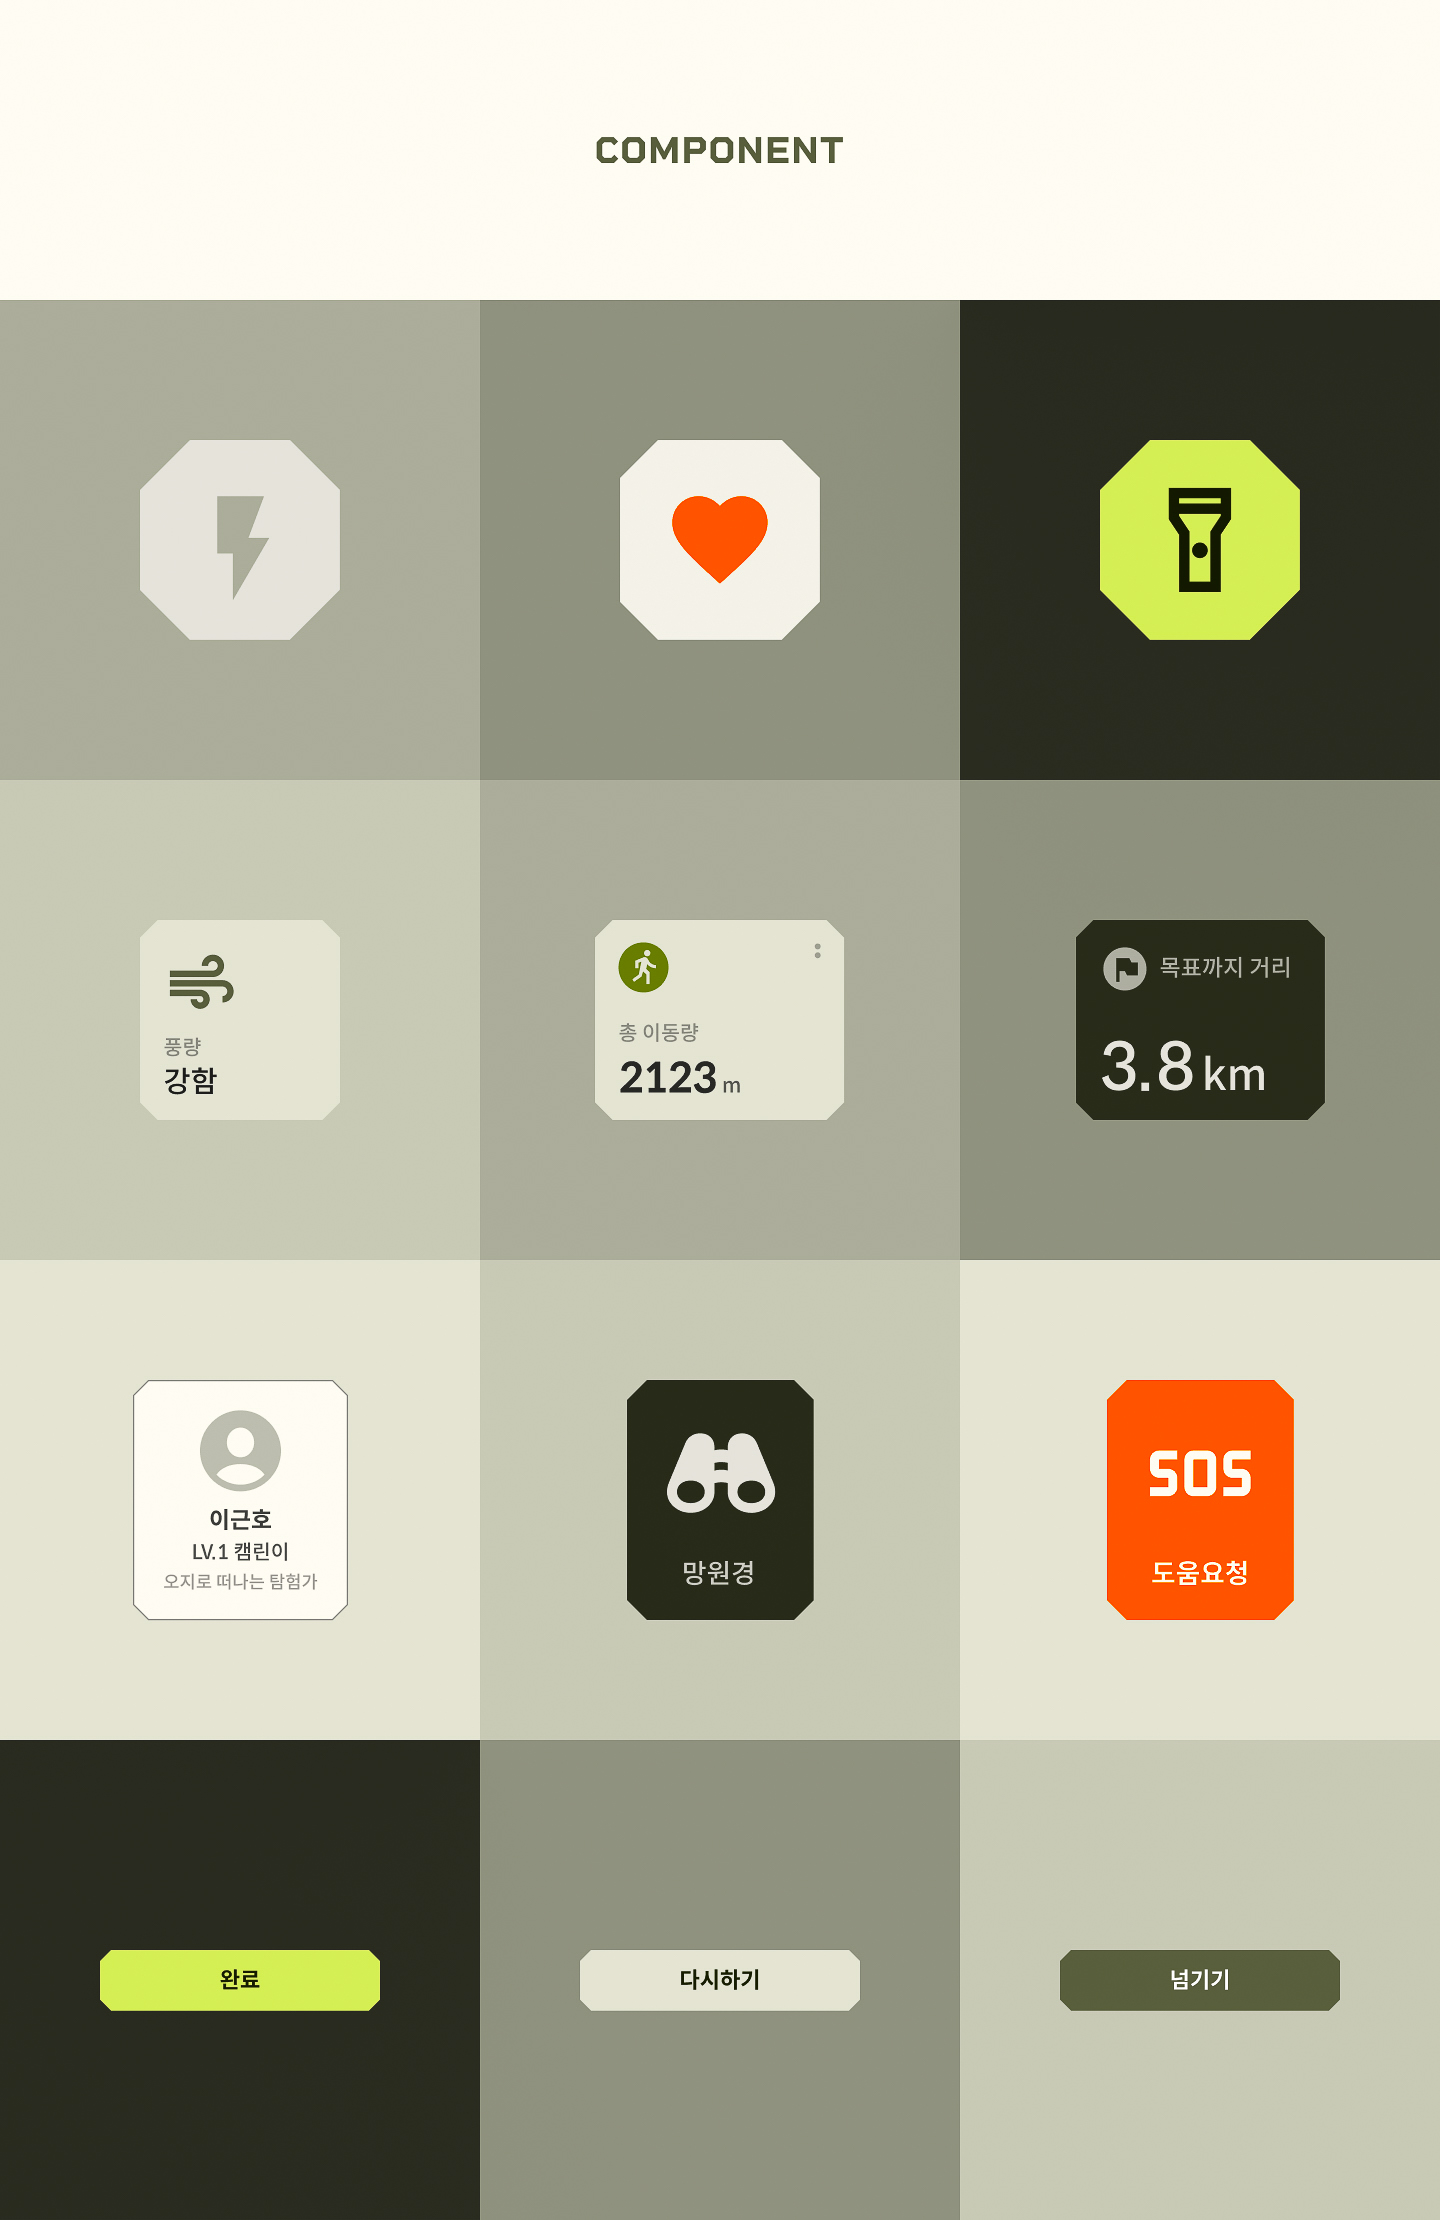 COMPONENT
풍량
강함
총 이동량
2123 m
목표까지 거리
3.8 km
이근호
LV.1 캠린이
오지로 떠나는 탐험가
망원경
SOS
도움요청
완료
다시하기
넘기기